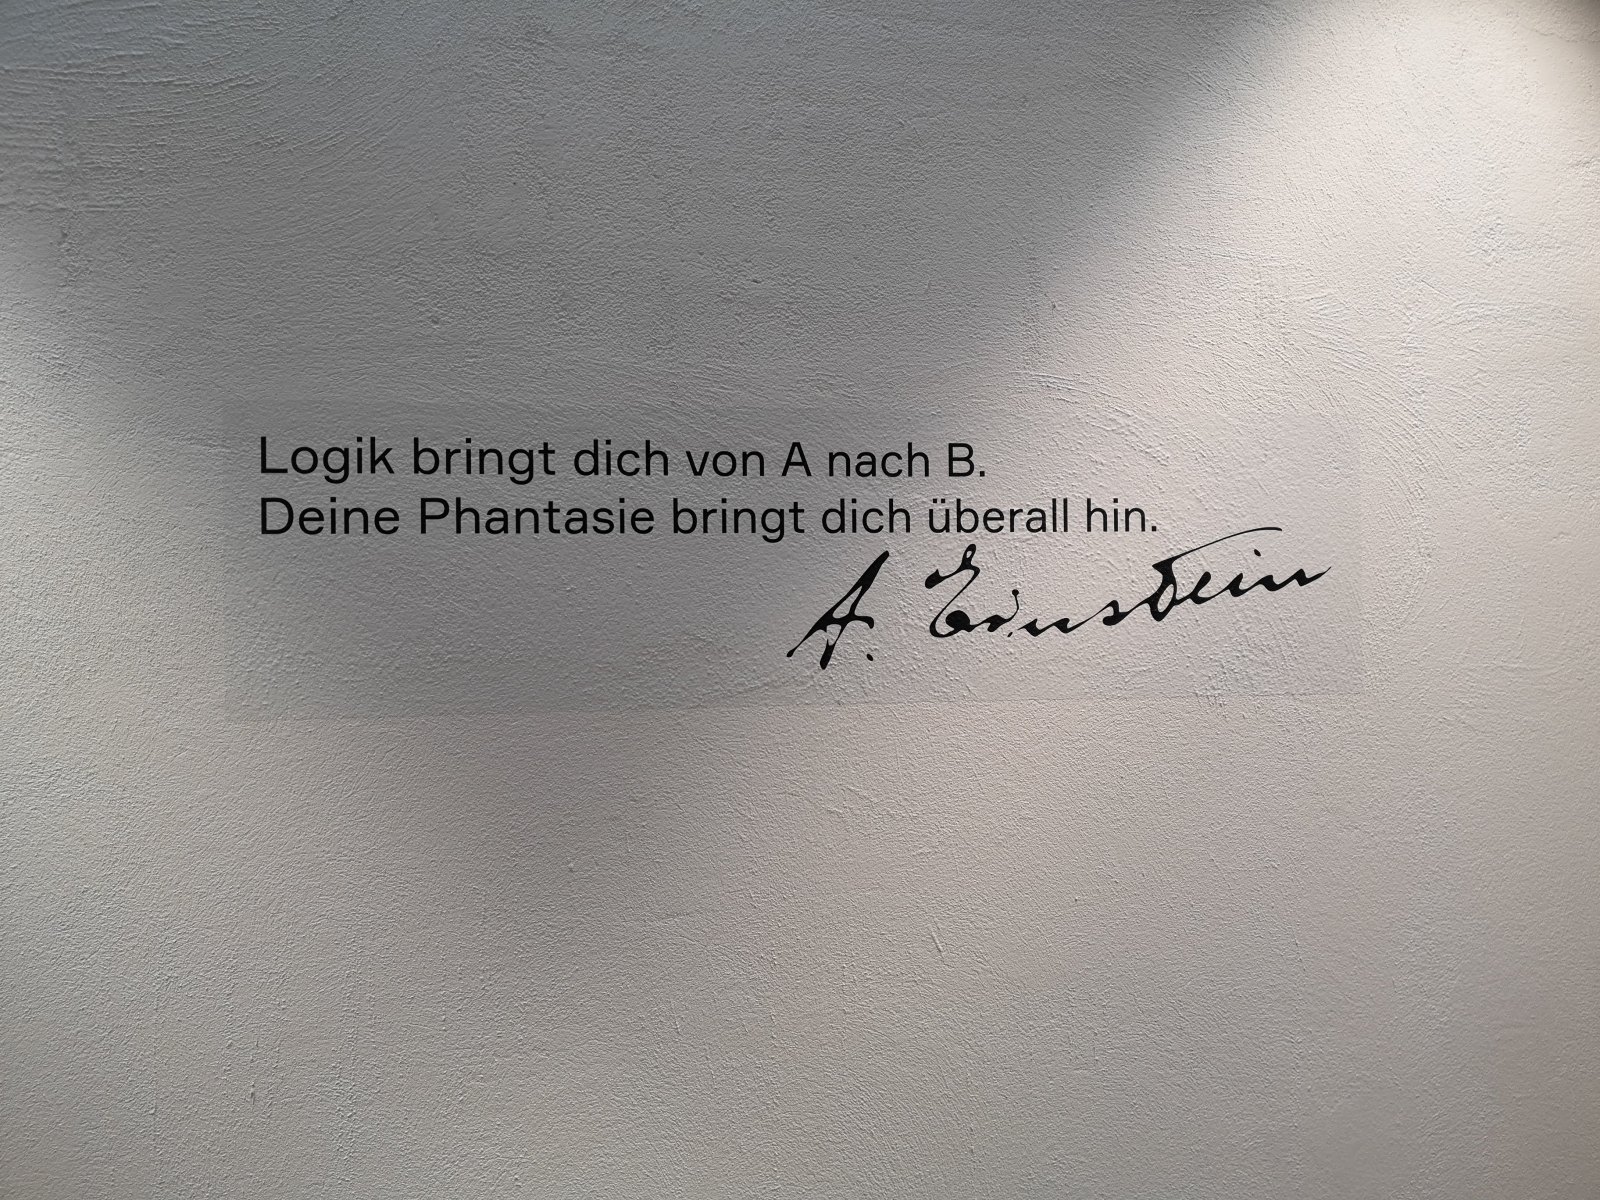 Logik bringt dich von A nach B.
Deine Phantasie bringt dich überall hin.
A. Einstein